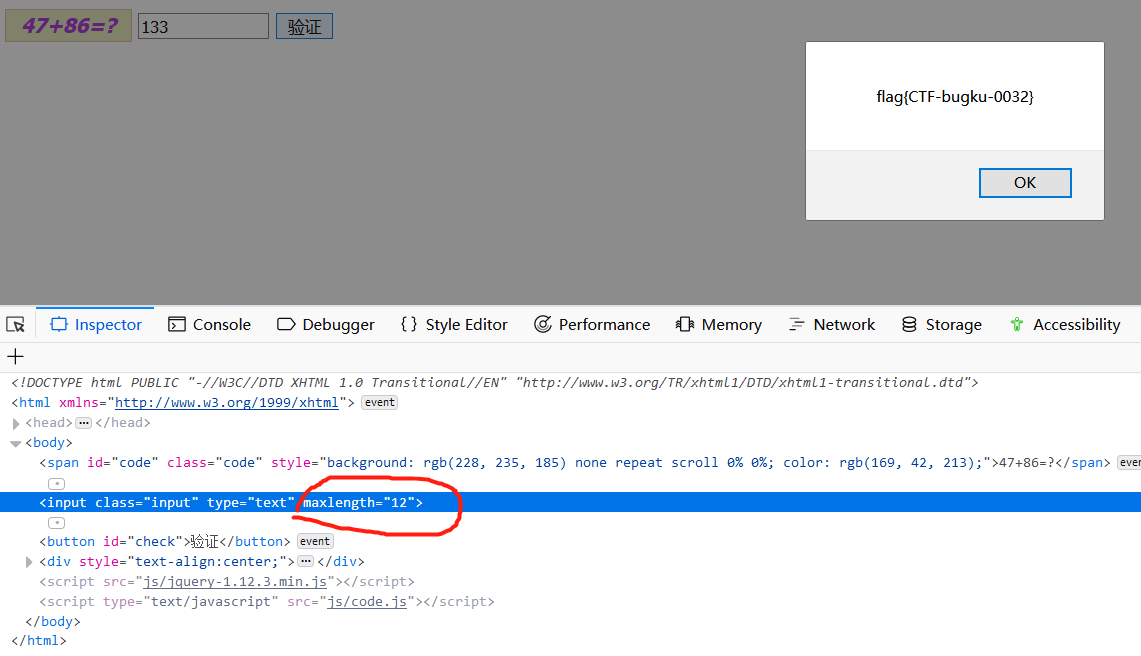 47+86=? 133 验证
flag{CTF-bugku-0032}
OK
Inspector Console Debugger {} Style Editor Performance Memory Network Storage Accessibility
+
<!DOCTYPE html PUBLIC "-//W3C//DTD XHTML 1.0 Transitional//EN" "http://www.w3.org/TR/xhtml1/DTD/xhtml1-transitional.dtd">
<html xmlns="http://www.w3.org/1999/xhtml"> event
<head>…</head>
<body>
<span id="code" class="code" style="background: rgb(228, 235, 185) none repeat scroll 0% 0%; color: rgb(169, 42, 213);">47+86=?</span>
<input class="input" type="text" maxlength="12">
<button id="check">验证</button> event
<div style="text-align:center;">…</div>
<script src="js/jquery-1.12.3.min.js"></script>
<script type="text/javascript" src="js/code.js"></script>
</body>
</html>